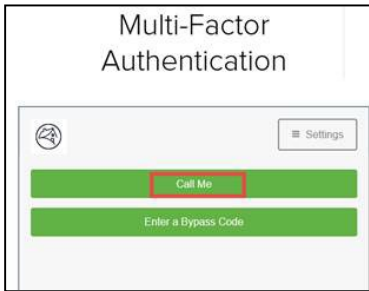 Multi-Factor
Authentication
≡ Settings
Call Me
Enter a Bypass Code